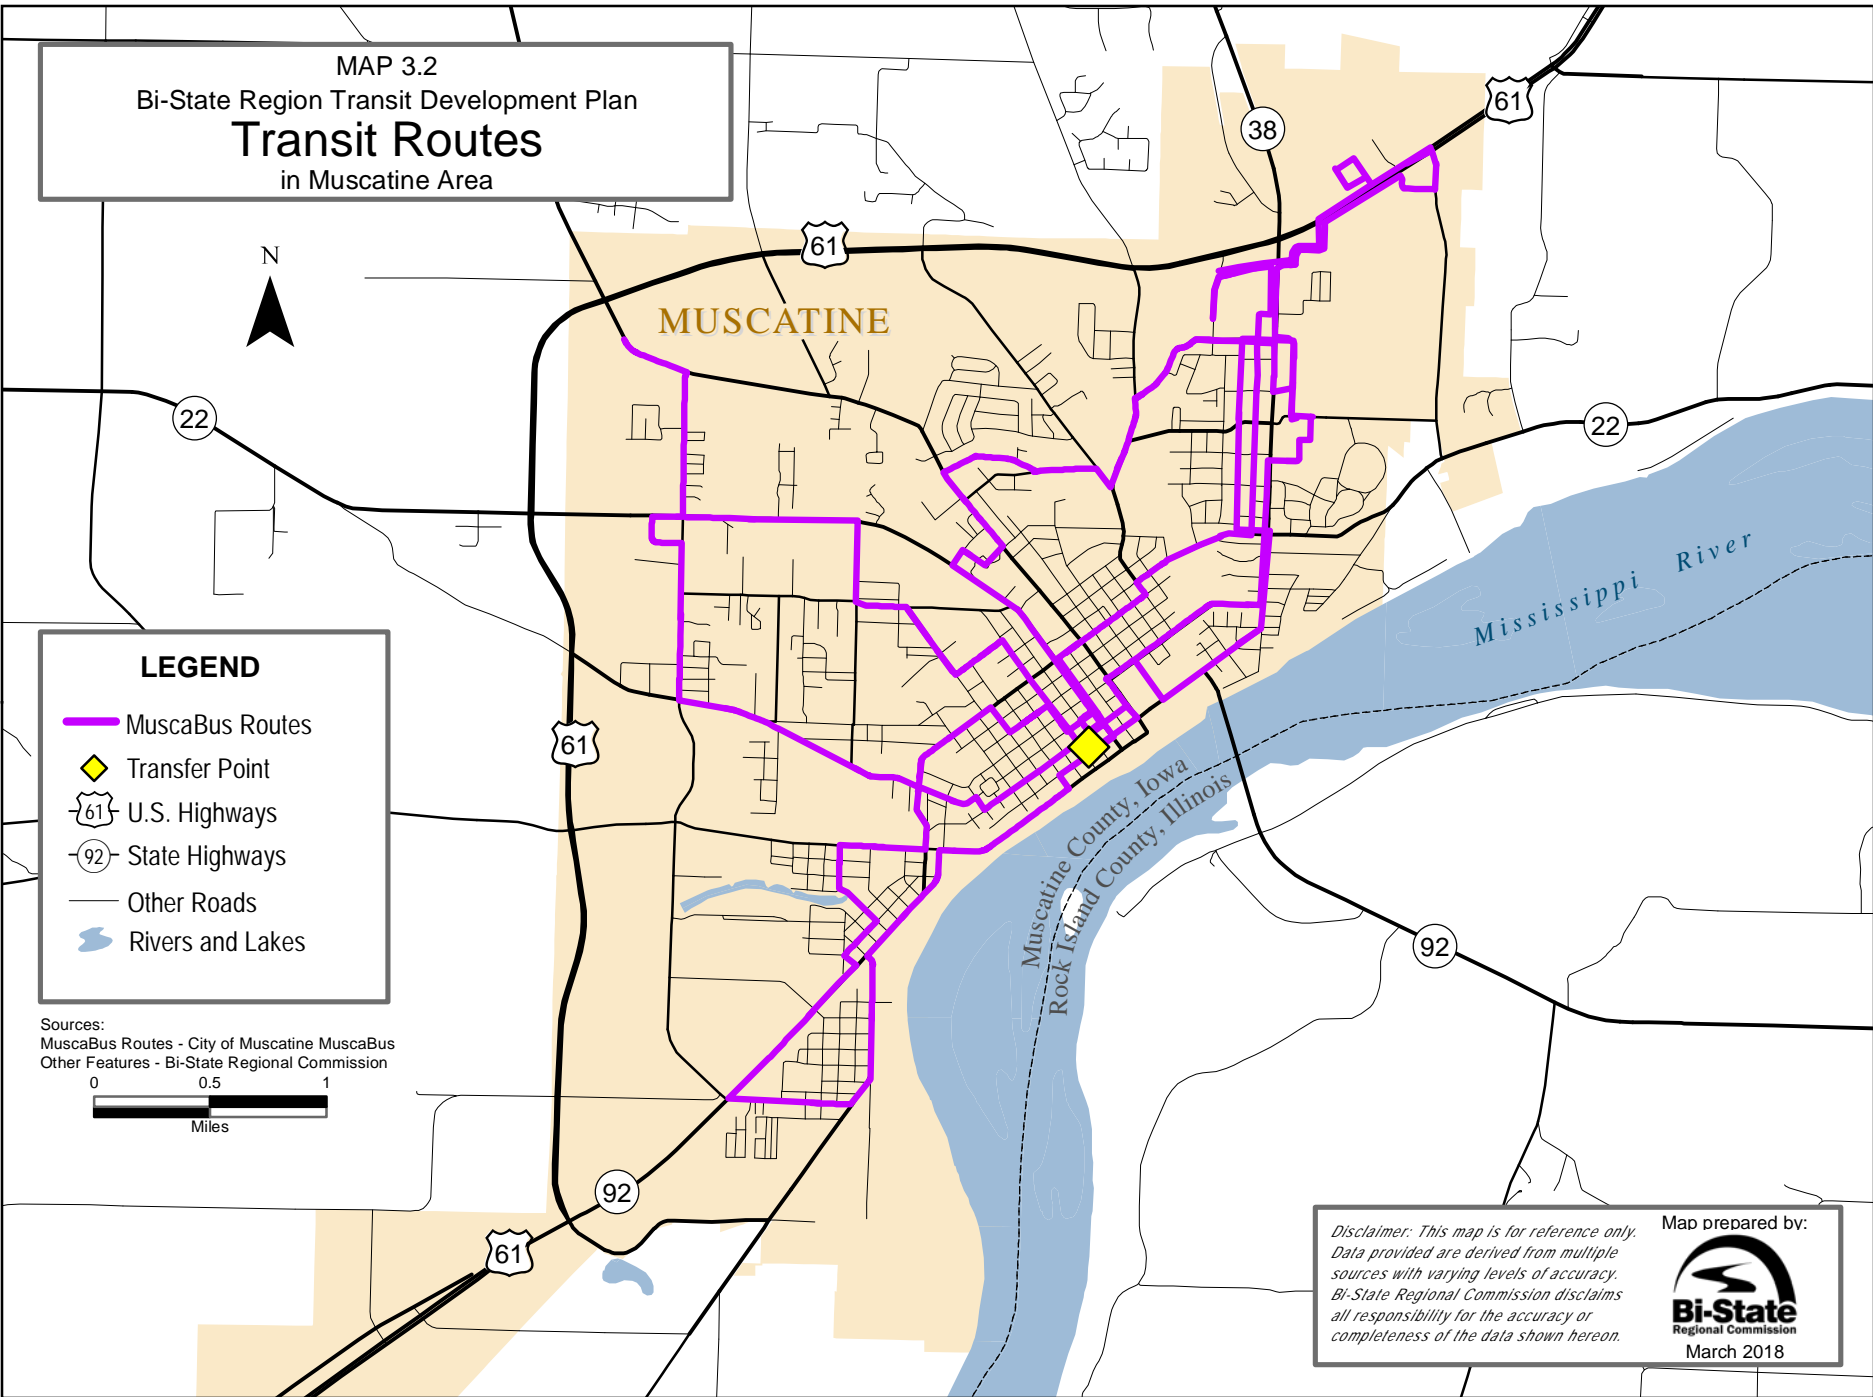 MAP 3.2
Bi-State Region Transit Development Plan
Transit Routes
in Muscatine Area
61
38
61
N
MUSCATINE
22
22
Mississippi River
LEGEND
MuscaBus Routes
Transfer Point
61 U.S. Highways
92 State Highways
Other Roads
Rivers and Lakes
61
Muscatine County, Iowa
Rock Island County, Illinois
92
Sources:
MuscaBus Routes - City of Muscatine MuscaBus
Other Features - Bi-State Regional Commission
0 0.5 1
Miles
92
61
Disclaimer: This map is for reference only.
Data provided are derived from multiple
sources with varying levels of accuracy.
Bi-State Regional Commission disclaims
all responsibility for the accuracy or
completeness of the data shown hereon.
Map prepared by:
Bi-State
Regional Commission
March 2018